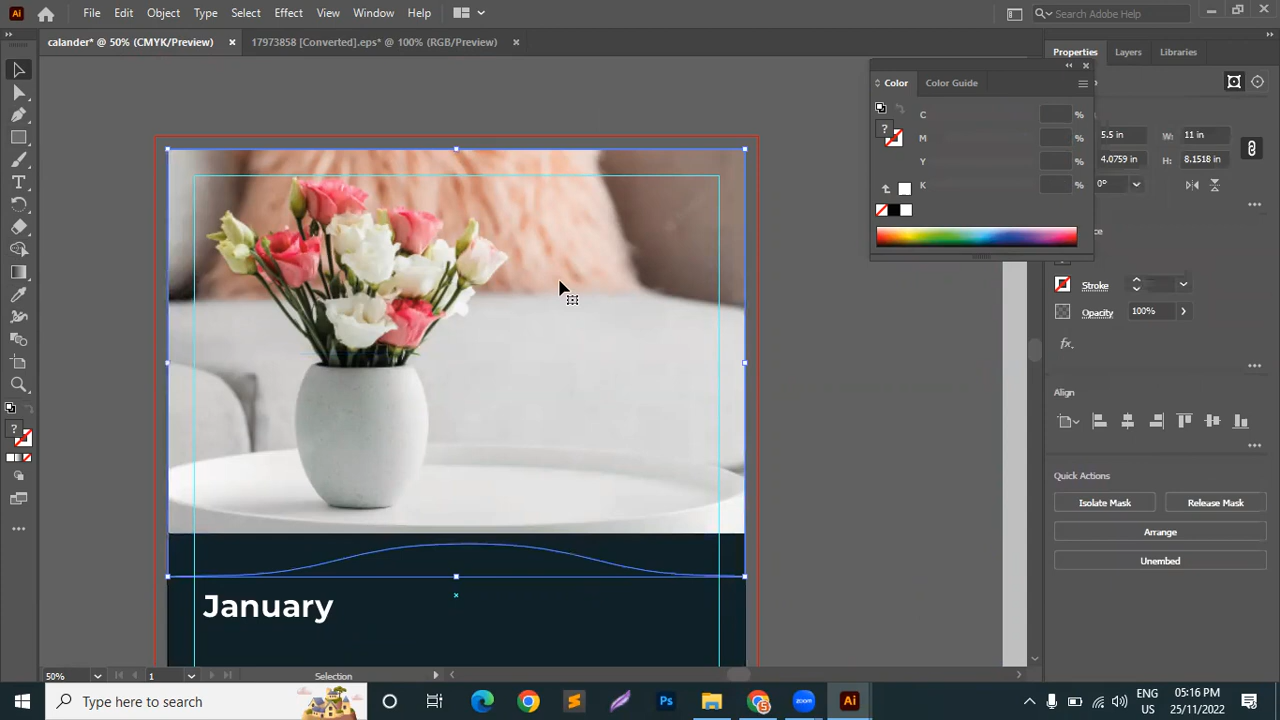 Ai File Edit Object Type Select Effect View Window Help Search Adobe Help
calander* @ 50% (CMYK/Preview) × 17973858 [Converted].eps* @ 100% (RGB/Preview) ×
Properties Layers Libraries
Color Color Guide
C %
M %
Y %
K %
5.5 in W: 11 in
4.0759 in H: 8.1518 in
0°
Stroke
Opacity 100%
fx.
Align
Quick Actions
Isolate Mask Release Mask
Arrange
Unembed
January
50% 1 Selection
Type here to search
Ps Ai
ENG 05:16 PM
US 25/11/2022